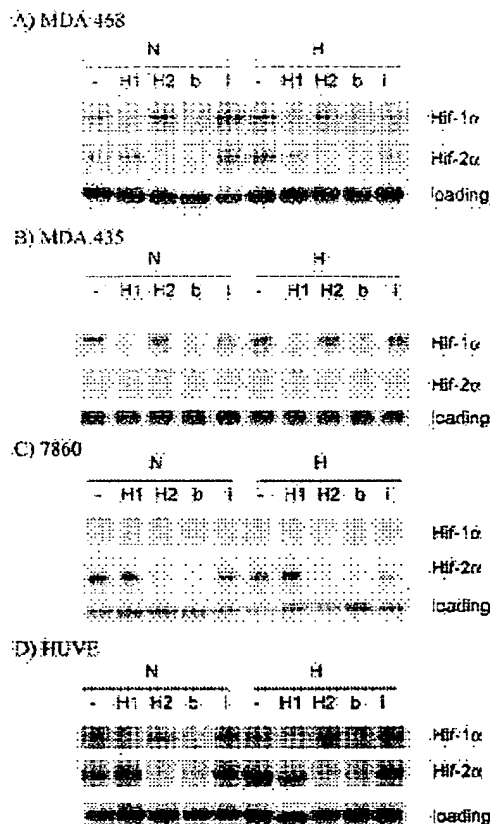 A) MDA 468
N H
- H1 H2 b i - H1 H2 b i
Hif-1α
Hif-2α
loading
B) MDA 435
N H
- H1 H2 b i - H1 H2 b i
Hif-1α
Hif-2α
loading
C) 7860
N H
- H1 H2 b i - H1 H2 b i
Hif-1α
Hif-2α
loading
D) HUVE
N H
- H1 H2 b i - H1 H2 b i
Hif-1α
Hif-2α
loading